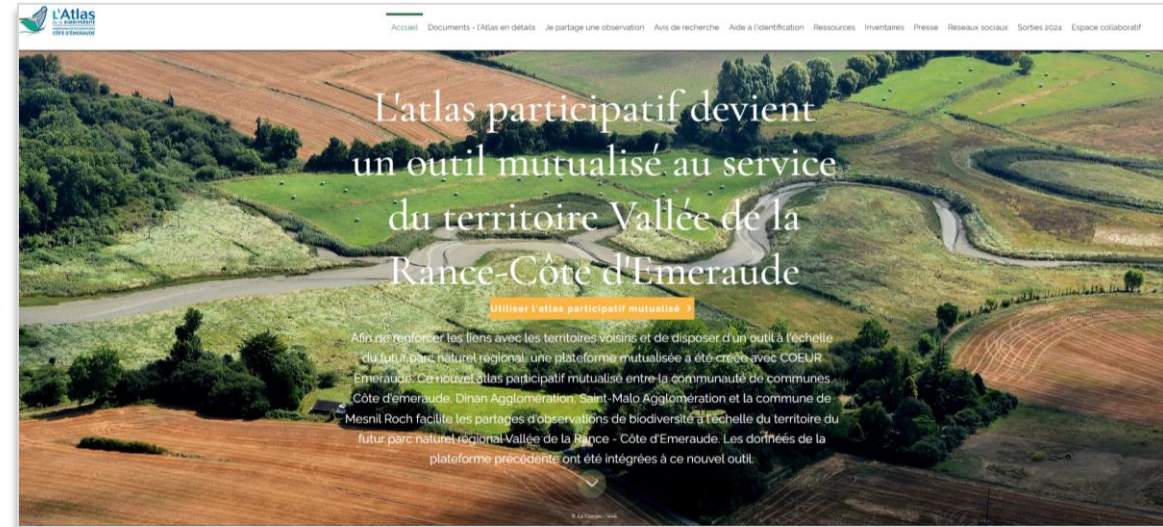 L'Atlas
DE LA BIODIVERSITÉ
CÔTE D'ÉMERAUDE
Accueil Documents - l'Atlas en détails Je partage une observation Avis de recherche Aide à l'identification Ressources Inventaires Presse Réseaux sociaux Sorties 2024 Espace collaboratif
L'atlas participatif devient
un outil mutualisé au service
du territoire Vallée de la
Rance-Côte d'Emeraude
Utiliser l'atlas participatif mutualisé >
Afin de renforcer les liens avec les territoires voisins et de disposer d'un outil à l'échelle
du futur parc naturel régional, une plateforme mutualisée a été créée avec COEUR
Emeraude. Ce nouvel atlas participatif mutualisé entre la communauté de communes
Côte d'emeraude, Dinan Agglomération, Saint-Malo Agglomération et la commune de
Mesnil Roch facilite les partages d'observations de biodiversité à l'échelle du territoire du
futur parc naturel régional Vallée de la Rance - Côte d'Emeraude. Les données de la
plateforme précédente ont été intégrées à ce nouvel outil.